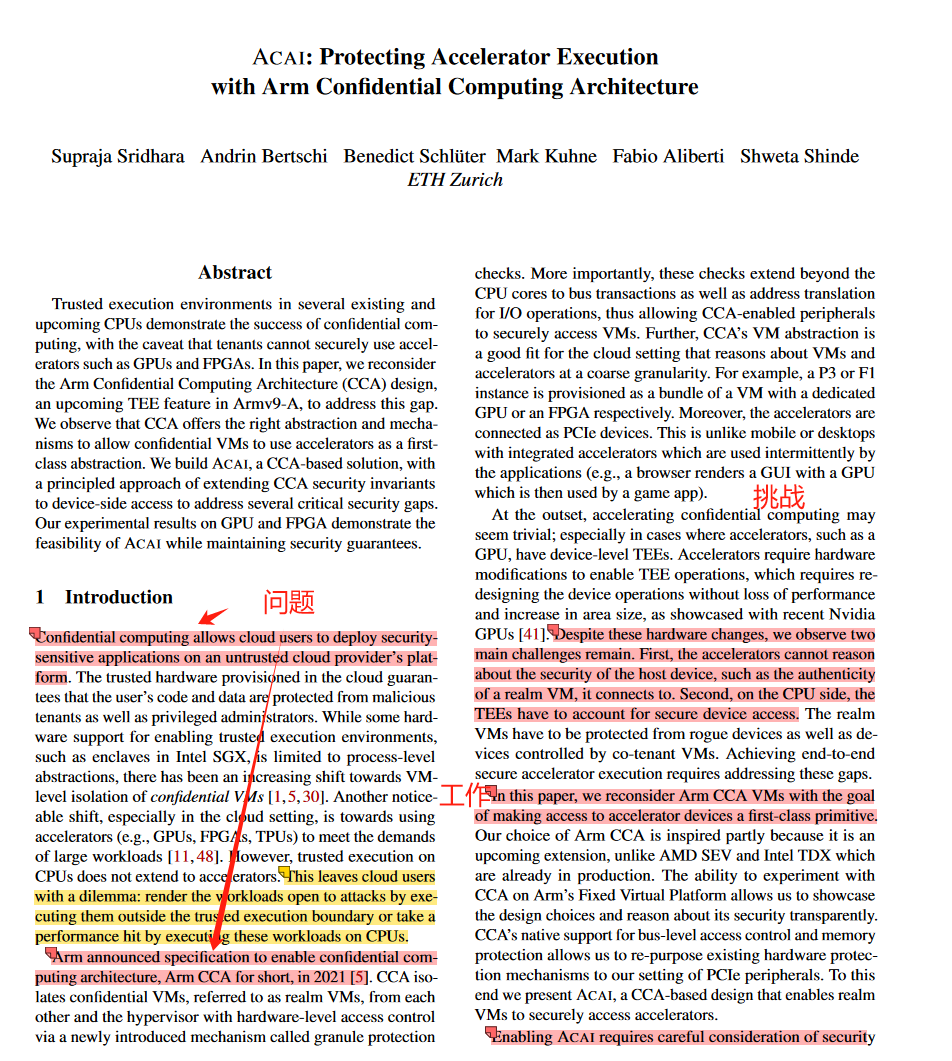 ACAI: Protecting Accelerator Execution
with Arm Confidential Computing Architecture
Supraja Sridhara Andrin Bertschi Benedict Schlüter Mark Kuhne Fabio Aliberti Shweta Shinde
ETH Zurich
Abstract
Trusted execution environments in several existing and
upcoming CPUs demonstrate the success of confidential com-
puting, with the caveat that tenants cannot securely use accel-
erators such as GPUs and FPGAs. In this paper, we reconsider
the Arm Confidential Computing Architecture (CCA) design,
an upcoming TEE feature in Armv9-A, to address this gap.
We observe that CCA offers the right abstraction and mecha-
nisms to allow confidential VMs to use accelerators as a first-
class abstraction. We build ACAI, a CCA-based solution, with
a principled approach of extending CCA security invariants
to device-side access to address several critical security gaps.
Our experimental results on GPU and FPGA demonstrate the
feasibility of ACAI while maintaining security guarantees.
1 Introduction
问题
Confidential computing allows cloud users to deploy security-
sensitive applications on an untrusted cloud provider's plat-
form. The trusted hardware provisioned in the cloud guaran-
tees that the user's code and data are protected from malicious
tenants as well as privileged administrators. While some hard-
ware support for enabling trusted execution environments,
such as enclaves in Intel SGX, is limited to process-level
abstractions, there has been an increasing shift towards VM-
level isolation of confidential VMs [1,5,30]. Another notice-
able shift, especially in the cloud setting, is towards using
accelerators (e.g., GPUs, FPGAs, TPUs) to meet the demands
of large workloads [11,48]. However, trusted execution on
CPUs does not extend to accelerators. This leaves cloud users
with a dilemma: render the workloads open to attacks by exe-
cuting them outside the trusted execution boundary or take a
performance hit by executing these workloads on CPUs.
Arm announced specification to enable confidential com-
puting architecture, Arm CCA for short, in 2021 [5]. CCA iso-
lates confidential VMs, referred to as realm VMs, from each
other and the hypervisor with hardware-level access control
via a newly introduced mechanism called granule protection
checks. More importantly, these checks extend beyond the
CPU cores to bus transactions as well as address translation
for I/O operations, thus allowing CCA-enabled peripherals
to securely access VMs. Further, CCA's VM abstraction is
a good fit for the cloud setting that reasons about VMs and
accelerators at a coarse granularity. For example, a P3 or F1
instance is provisioned as a bundle of a VM with a dedicated
GPU or an FPGA respectively. Moreover, the accelerators are
connected as PCIe devices. This is unlike mobile or desktops
with integrated accelerators which are used intermittently by
the applications (e.g., a browser renders a GUI with a GPU
which is then used by a game app).
挑战
At the outset, accelerating confidential computing may
seem trivial; especially in cases where accelerators, such as a
GPU, have device-level TEEs. Accelerators require hardware
modifications to enable TEE operations, which requires re-
designing the device operations without loss of performance
and increase in area size, as showcased with recent Nvidia
GPUs [41]. Despite these hardware changes, we observe two
main challenges remain. First, the accelerators cannot reason
about the security of the host device, such as the authenticity
of a realm VM, it connects to. Second, on the CPU side, the
TEEs have to account for secure device access. The realm
VMs have to be protected from rogue devices as well as de-
vices controlled by co-tenant VMs. Achieving end-to-end
secure accelerator execution requires addressing these gaps.
工作
In this paper, we reconsider Arm CCA VMs with the goal
of making access to accelerator devices a first-class primitive.
Our choice of Arm CCA is inspired partly because it is an
upcoming extension, unlike AMD SEV and Intel TDX which
are already in production. The ability to experiment with
CCA on Arm's Fixed Virtual Platform allows us to showcase
the design choices and reason about its security transparently.
CCA's native support for bus-level access control and memory
protection allows us to re-purpose existing hardware protec-
tion mechanisms to our setting of PCIe peripherals. To this
end we present ACAI, a CCA-based design that enables realm
VMs to securely access accelerators.
Enabling ACAI requires careful consideration of security